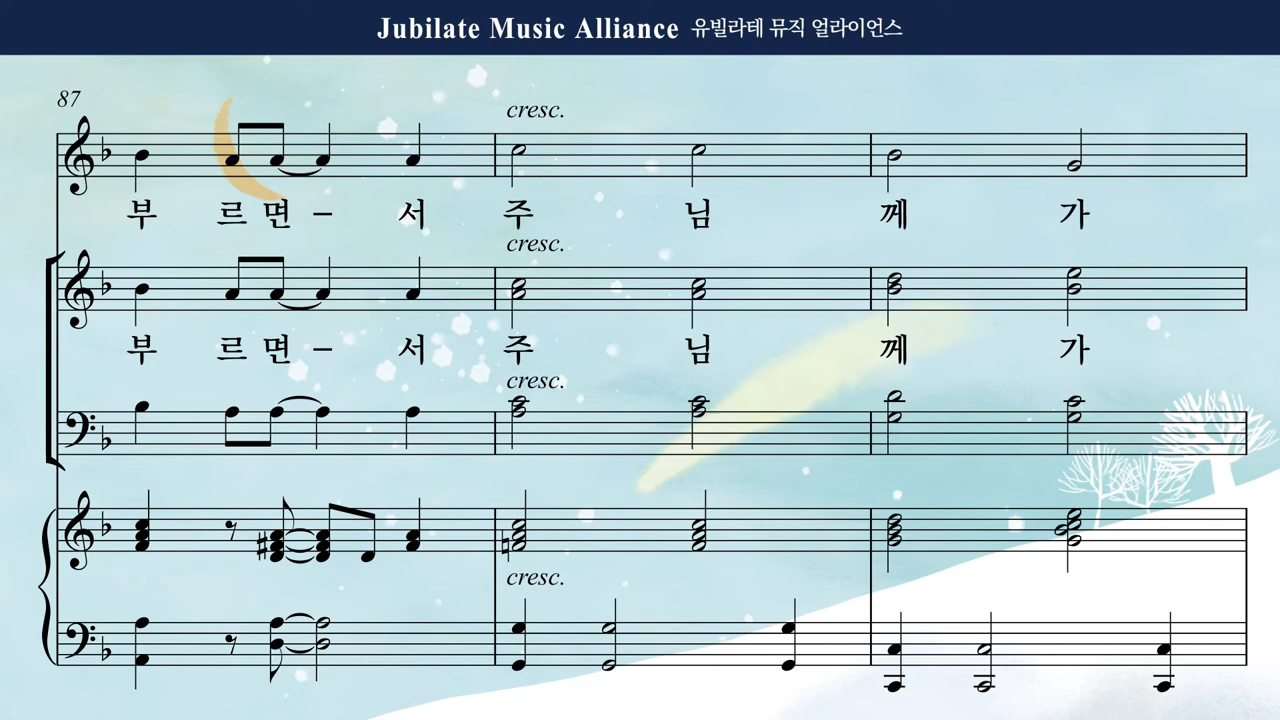 Jubilate Music Alliance 유빌라테 뮤직 얼라이언스
87
cresc.
부 르 면 – 서 주 님 께 가
cresc.
부 르 면 – 서 주 님 께 가
cresc.
cresc.